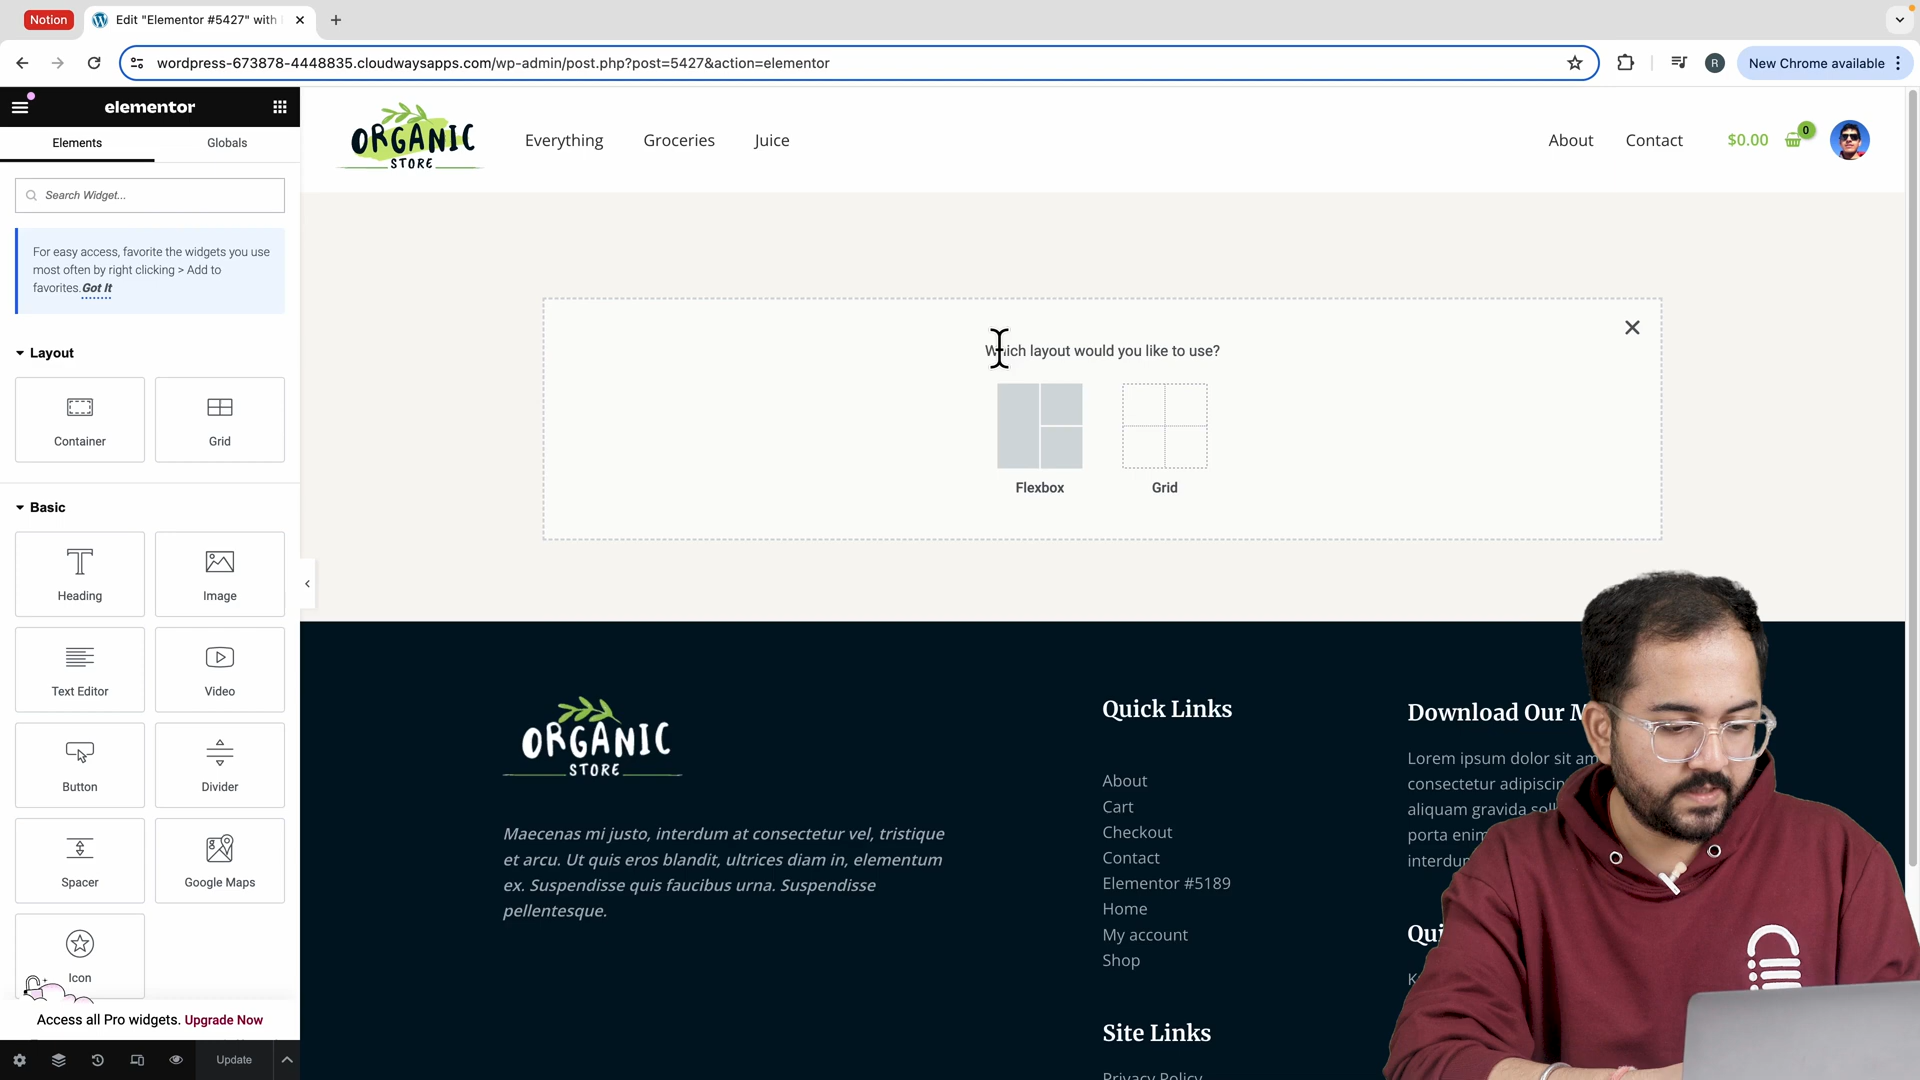 Notion
Edit "Elementor #5427" with
wordpress-673878-4448835.cloudwaysapps.com/wp-admin/post.php?post=5427&action=elementor
R
New Chrome available
elementor
Elements
Globals
Search Widget...
For easy access, favorite the widgets you use
most often by right clicking > Add to
favorites. Got It
Layout
Container
Grid
Basic
Heading
Image
Text Editor
Video
Button
Divider
Spacer
Google Maps
Icon
Access all Pro widgets. Upgrade Now
Update
ORGANIC
STORE
Everything
Groceries
Juice
About
Contact
$0.00
0
Which layout would you like to use?
Flexbox
Grid
ORGANIC
STORE
Maecenas mi justo, interdum at consectetur vel, tristique
et arcu. Ut quis eros blandit, ultrices diam in, elementum
ex. Suspendisse quis faucibus urna. Suspendisse
pellentesque.
Quick Links
About
Cart
Checkout
Contact
Elementor #5189
Home
My account
Shop
Site Links
Privacy Policy
Download Our
Lorem ipsum dolor sit
consectetur
aliquam gravida
porta